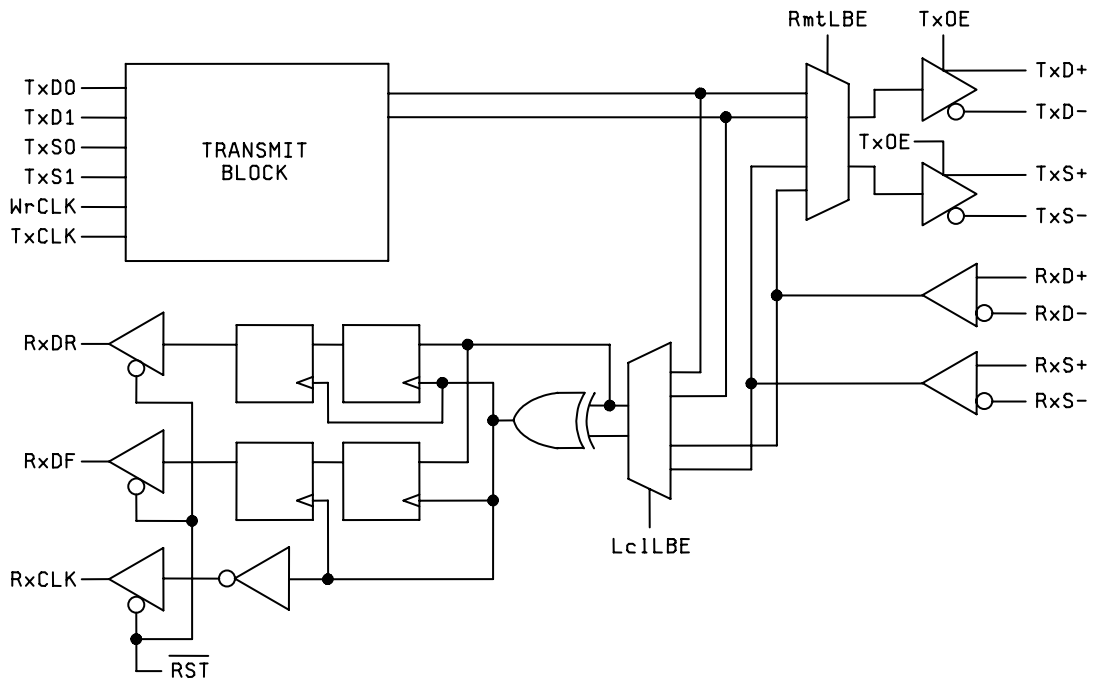 RmtLBE
TxOE
TxD0
TxD1
TxS0
TxS1
WrCLK
TxCLK
TRANSMIT
BLOCK
TxD+
TxD-
TxOE
TxS+
TxS-
RxD+
RxD-
RxS+
RxS-
RxDR
RxDF
RxCLK
LclLBE
RST